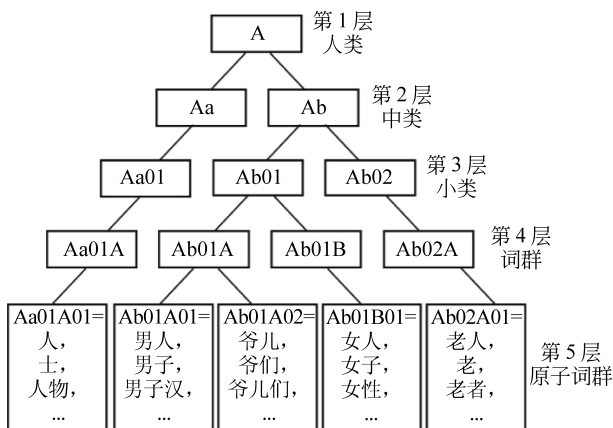 A
第1层
人类
Aa
Ab
第2层
中类
Aa01
Ab01
Ab02
第3层
小类
Aa01A
Ab01A
Ab01B
Ab02A
第4层
词群
Aa01A01=
人,
士,
人物,
...
Ab01A01=
男人,
男子,
男子汉,
...
Ab01A02=
爷儿,
爷们,
爷儿们,
...
Ab01B01=
女人,
女子,
女性,
...
Ab02A01=
老人,
老,
老者,
...
第5层
原子词群